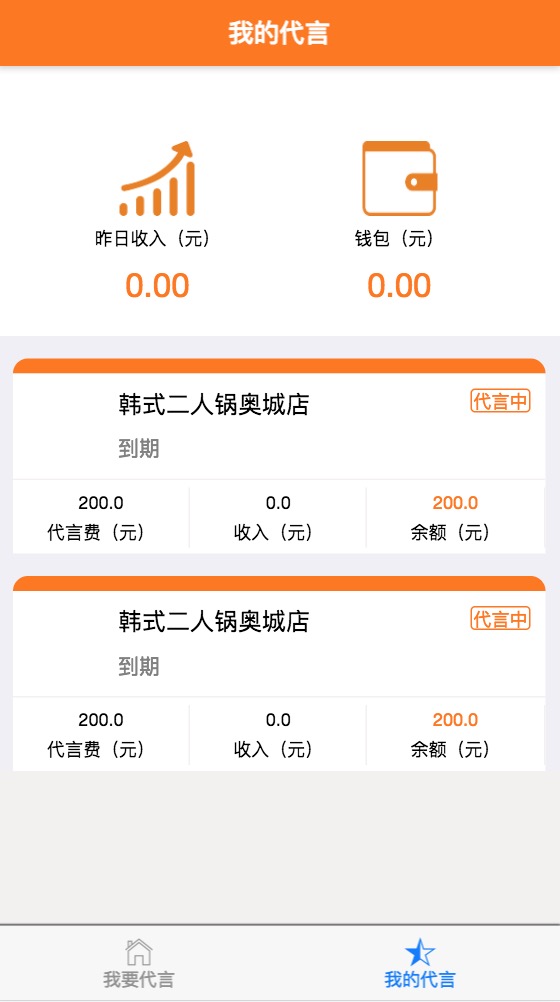 我的代言
昨日收入（元） 钱包（元）
0.00 0.00
韩式二人锅奥城店 代言中
到期
200.0 0.0 200.0
代言费（元） 收入（元） 余额（元）
韩式二人锅奥城店 代言中
到期
200.0 0.0 200.0
代言费（元） 收入（元） 余额（元）
我要代言 我的代言